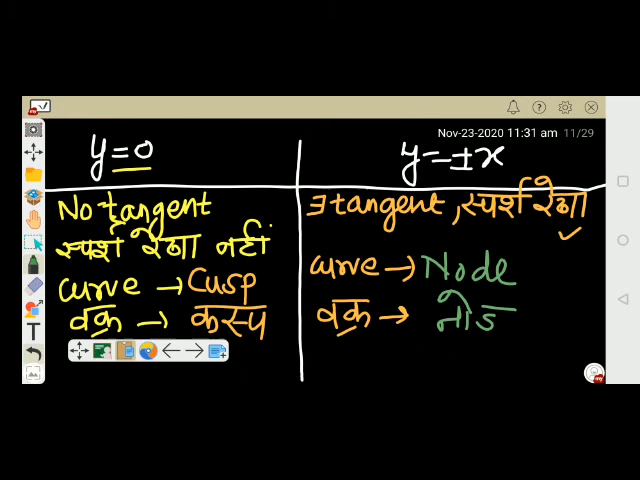 Nov-23-2020 11:31 am 11/29
y=0
y=±x
No tangent
स्पर्श रेखा नहीं
curve → Cusp
वक्र → कस्प
∃ tangent, स्पर्श रेखा
curve → Node
वक्र → नोड
T